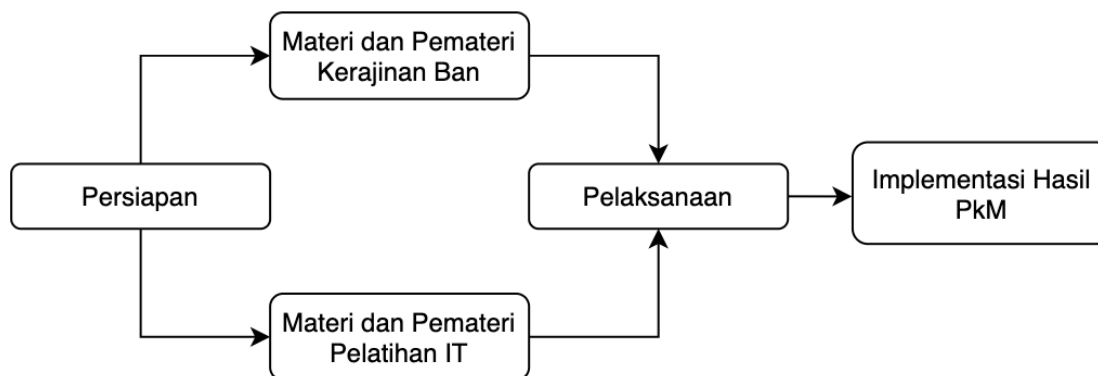 Materi dan Pemateri
Kerajinan Ban
Persiapan
Pelaksanaan
Implementasi Hasil
PkM
Materi dan Pemateri
Pelatihan IT